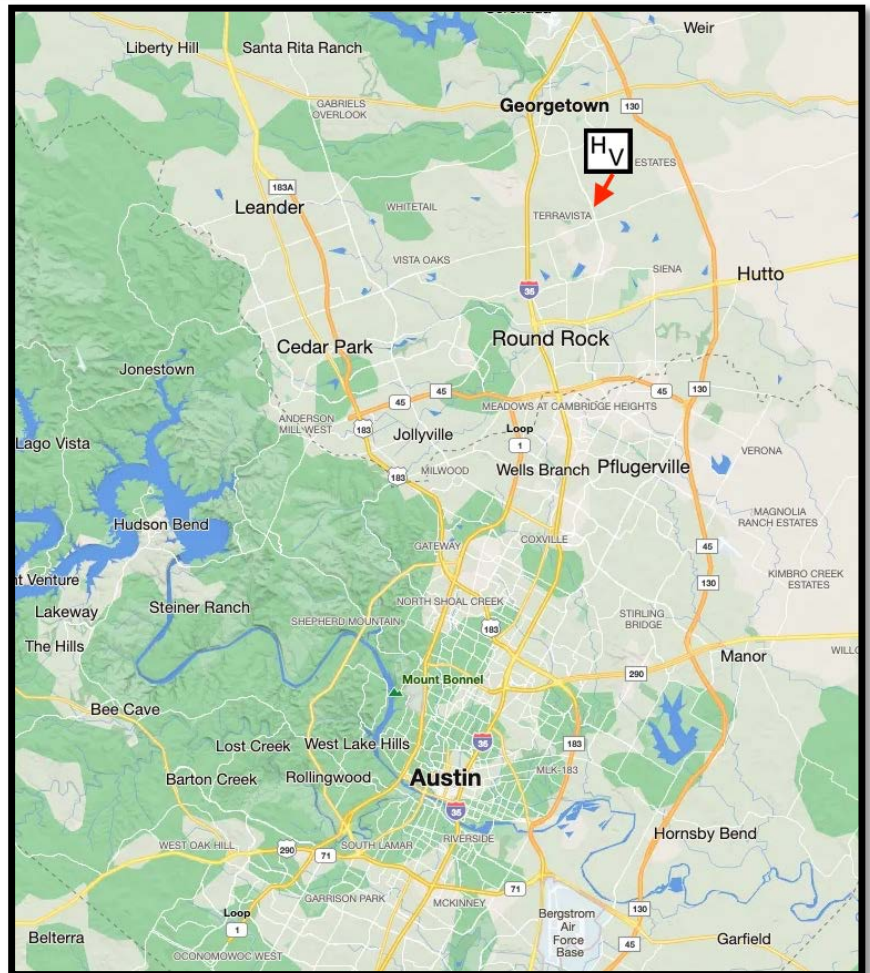 Weir
Liberty Hill
Santa Rita Ranch
GABRIELS
OVERLOOK
Georgetown
130
H
V
ESTATES
183A
Leander
WHITETAIL
TERRAVISTA
VISTA OAKS
SIENA
Hutto
35
Cedar Park
Round Rock
Jonestown
130
45
45
45
MEADOWS AT CAMBRIDGE HEIGHTS
ANDERSON
MILL WEST
183
Jollyville
Loop
1
Lago Vista
VERONA
183
MILWOOD
Wells Branch
Pflugerville
MAGNOLIA
RANCH ESTATES
Hudson Bend
COXVILLE
GATEWAY
45
nt Venture
130
KIMBRO CREEK
ESTATES
Lakeway
Steiner Ranch
NORTH SHOAL CREEK
SHEPHERD MOUNTAIN
STIRLING
BRIDGE
183
The Hills
Manor
WILLO
290
Mount Bonnel
Bee Cave
Lost Creek
West Lake Hills
35
183
Barton Creek
Rollingwood
Austin
MLK-183
35
Hornsby Bend
WEST OAK HILL
290
71
SOUTH LAMAR
RIVERSIDE
GARRISON PARK
MCKINNEY
71
Loop
1
Bergstrom
Air
Force
Base
130
Belterra
45
Garfield
OCONOMOWOC WEST